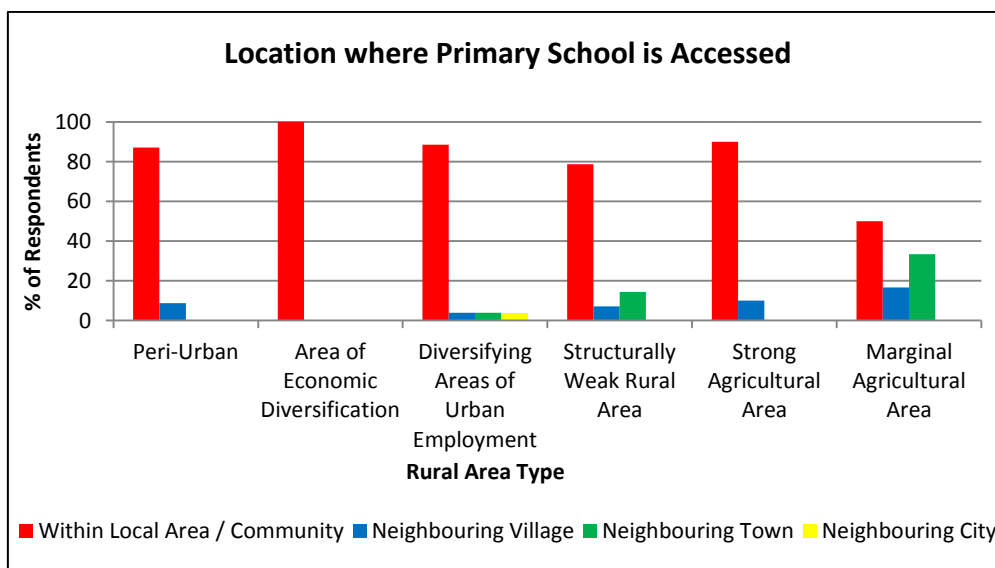 Location where Primary School is Accessed
% of Respondents
100
80
60
40
20
0
Peri-Urban
Area of
Economic
Diversification
Diversifying
Areas of
Urban
Employment
Structurally
Weak Rural
Area
Strong
Agricultural
Area
Marginal
Agricultural
Area
Rural Area Type
Within Local Area / Community
Neighbouring Village
Neighbouring Town
Neighbouring City